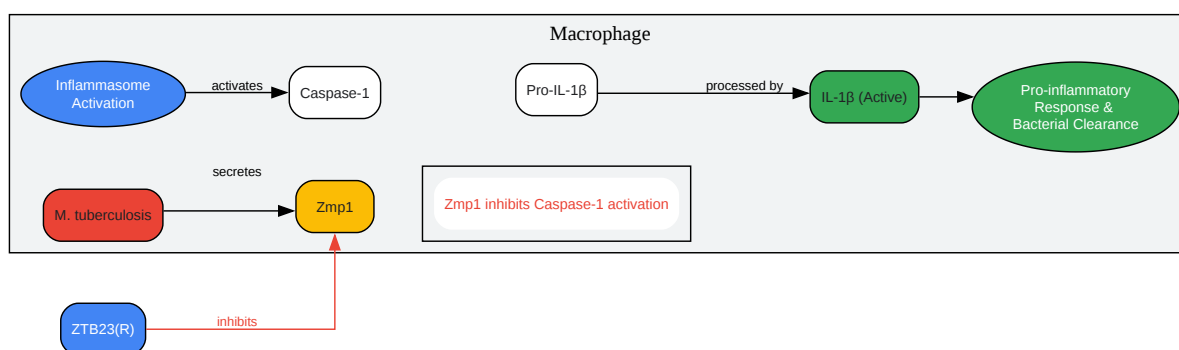 Macrophage
Inflammasome
Activation
activates
Caspase-1
Pro-IL-1β
processed by
IL-1β (Active)
Pro-inflammatory
Response &
Bacterial Clearance
M. tuberculosis
secretes
Zmp1
Zmp1 inhibits Caspase-1 activation
ZTB23(R)
inhibits